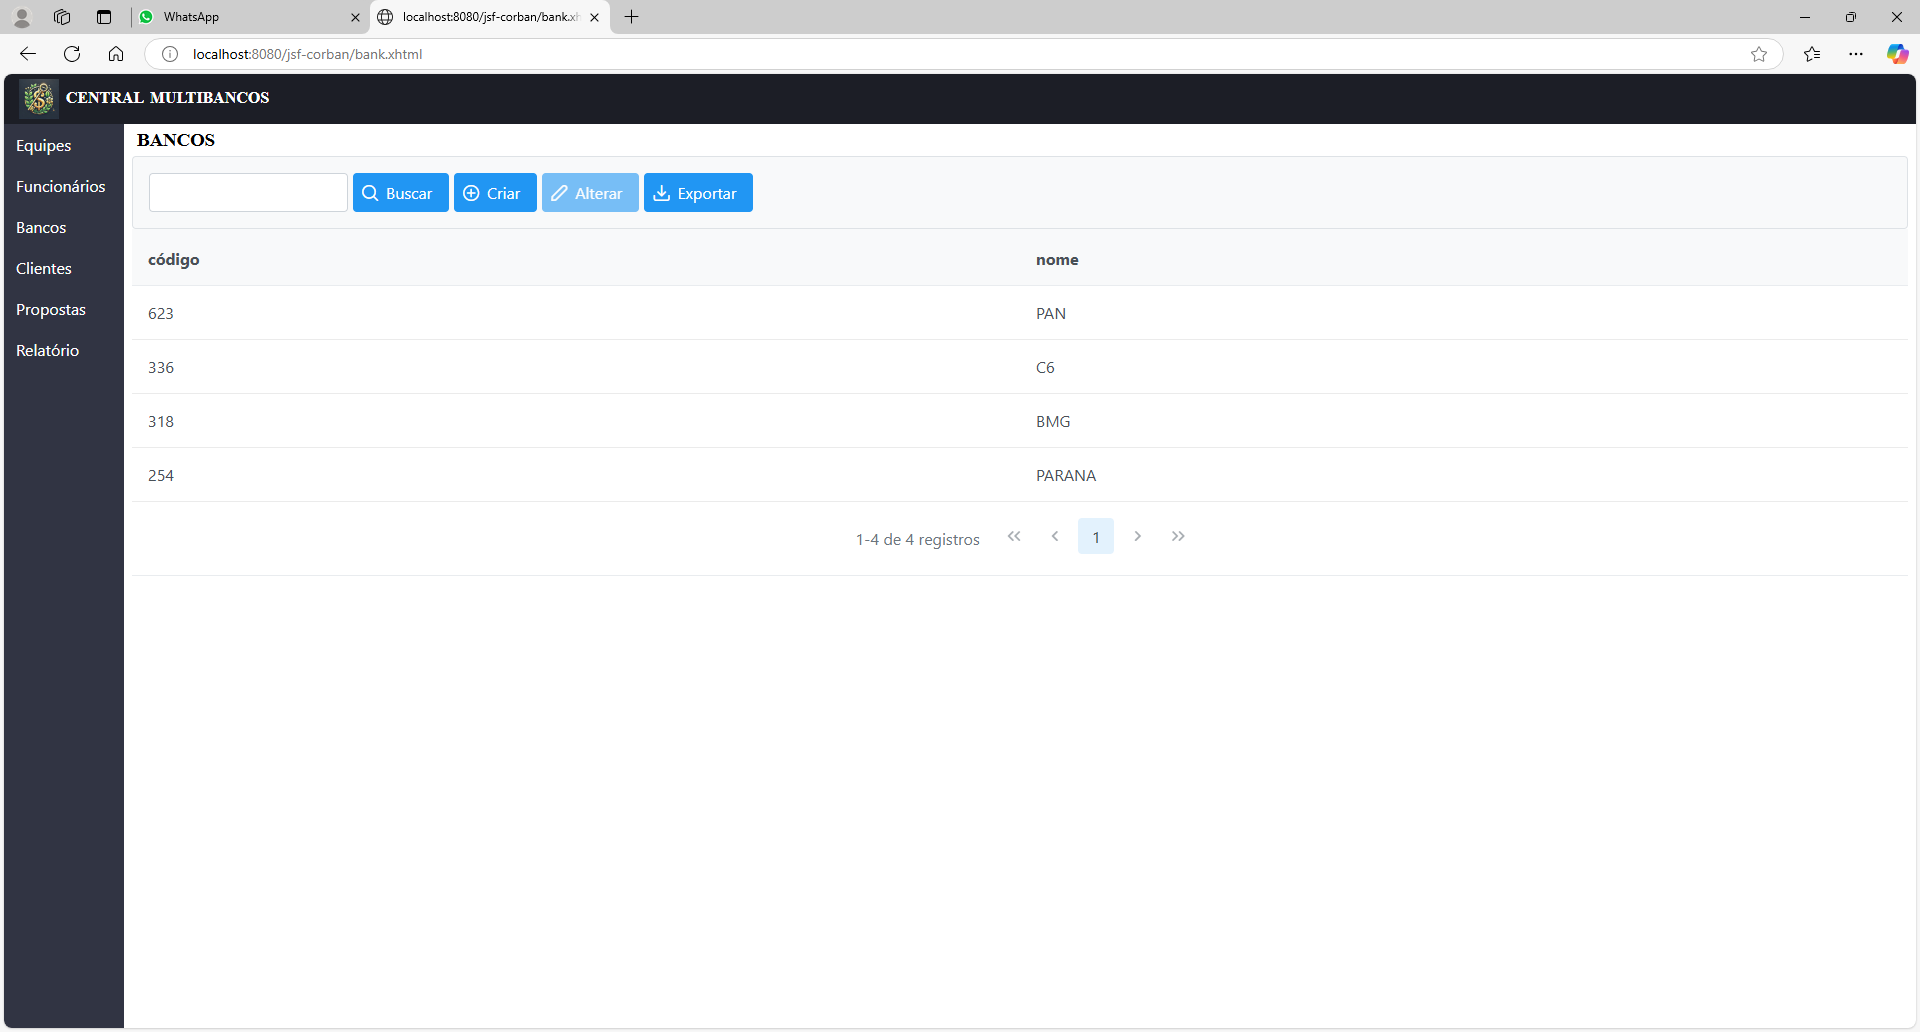 WhatsApp
localhost:8080/jsf-corban/bank.xh
localhost:8080/jsf-corban/bank.xhtml
CENTRAL MULTIBANCOS
Equipes
Funcionários
Bancos
Clientes
Propostas
Relatório
BANCOS
Buscar Criar Alterar Exportar
código nome
623 PAN
336 C6
318 BMG
254 PARANA
1-4 de 4 registros 1